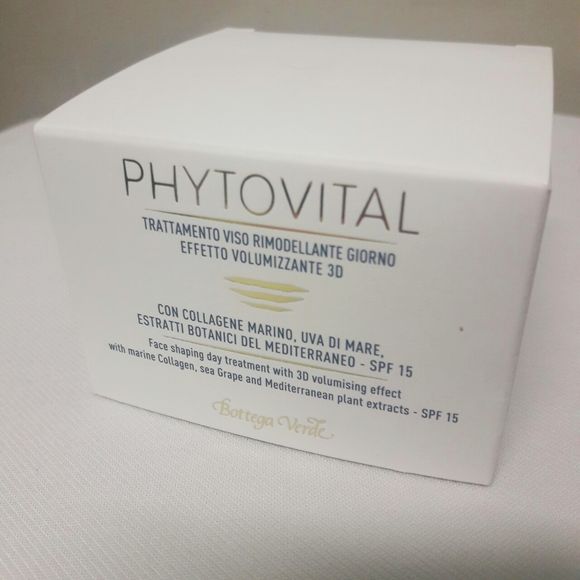 PHYTOVITAL
TRATTAMENTO VISO RIMODELLANTE GIORNO
EFFETTO VOLUMIZZANTE 3D
CON COLLAGENE MARINO, UVA DI MARE,
ESTRATTI BOTANICI DEL MEDITERRANEO - SPF 15
Face shaping day treatment with 3D volumising effect
with marine Collagen, sea Grape and Mediterranean plant extracts - SPF 15
Bottega Verde